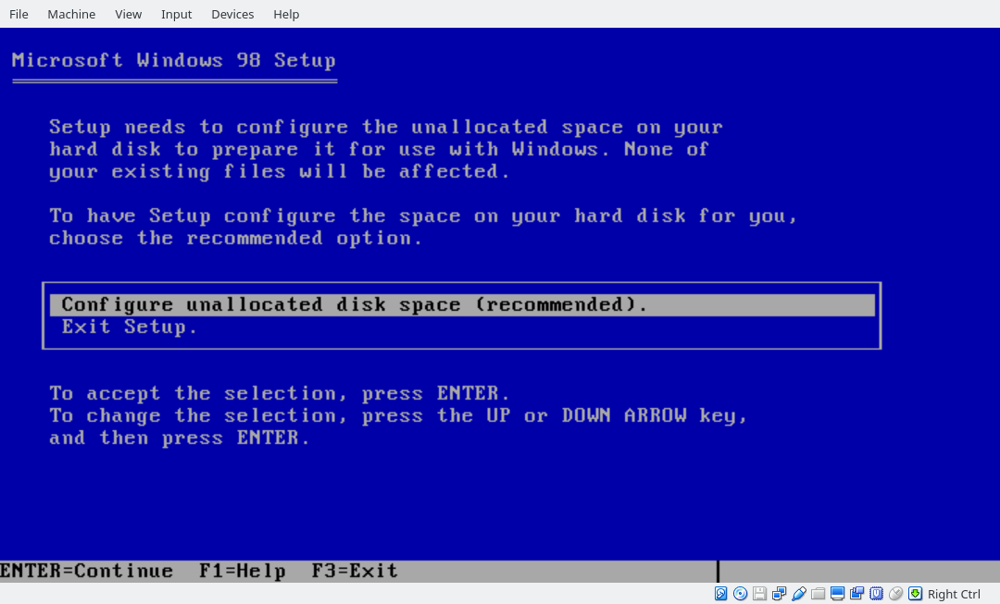 File Machine View Input Devices Help
Microsoft Windows 98 Setup
Setup needs to configure the unallocated space on your
hard disk to prepare it for use with Windows. None of
your existing files will be affected.
To have Setup configure the space on your hard disk for you,
choose the recommended option.
Configure unallocated disk space (recommended).
Exit Setup.
To accept the selection, press ENTER.
To change the selection, press the UP or DOWN ARROW key,
and then press ENTER.
ENTER=Continue F1=Help F3=Exit
Right Ctrl